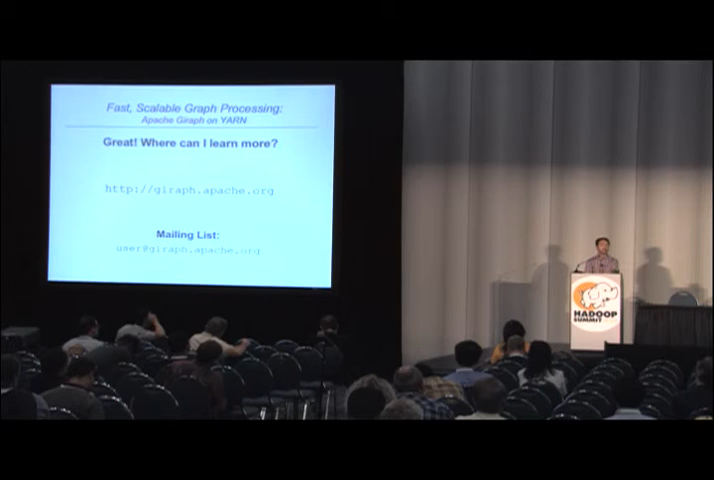 Fast, Scalable Graph Processing:
Apache Giraph on YARN
Great! Where can I learn more?
http://giraph.apache.org
Mailing List:
user@giraph.apache.org
HADOOP
SUMMIT